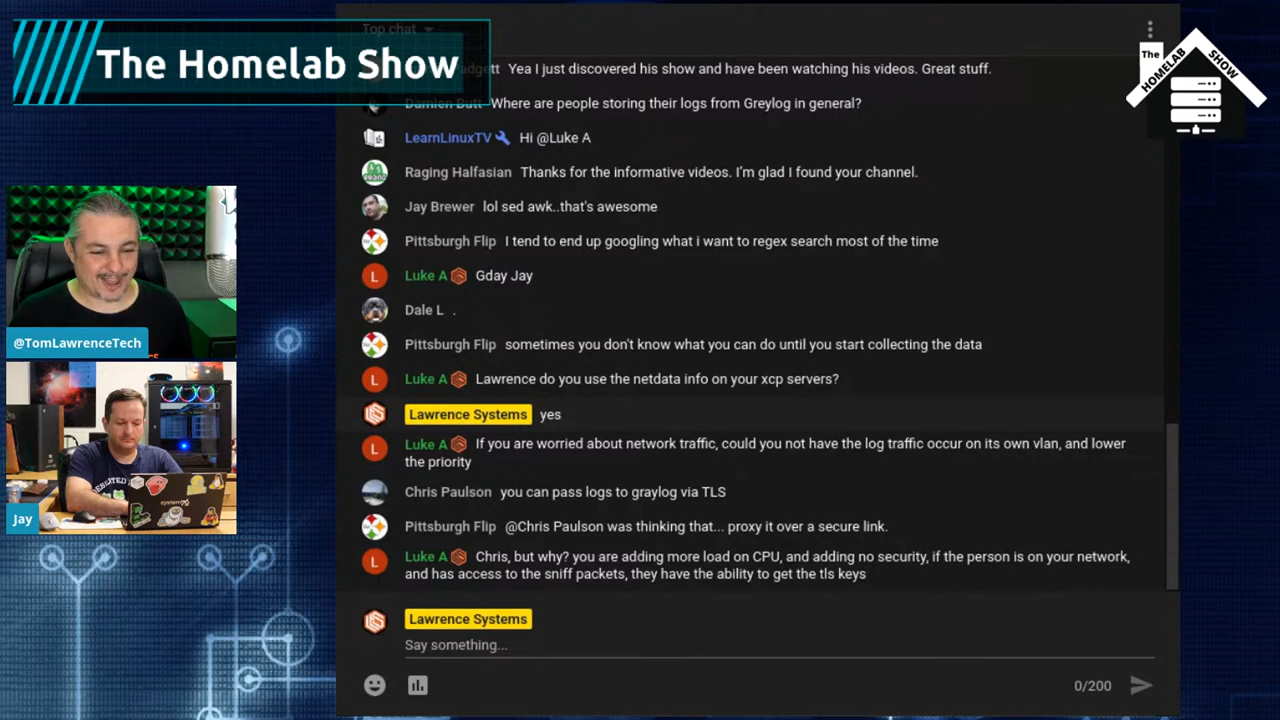 The Homelab Show
Top chat
The
HOMELAB
SHOW
Yea I just discovered his show and have been watching his videos. Great stuff.
Damien Butt Where are people storing their logs from Greylog in general?
LearnLinuxTV Hi @Luke A
Raging Halfasian Thanks for the informative videos. I'm glad I found your channel.
Jay Brewer lol sed awk..that's awesome
Pittsburgh Flip I tend to end up googling what i want to regex search most of the time
L Luke A Gday Jay
Dale L .
Pittsburgh Flip sometimes you don't know what you can do until you start collecting the data
L Luke A Lawrence do you use the netdata info on your xcp servers?
Lawrence Systems yes
L Luke A If you are worried about network traffic, could you not have the log traffic occur on its own vlan, and lower
the priority
Chris Paulson you can pass logs to graylog via TLS
Pittsburgh Flip @Chris Paulson was thinking that... proxy it over a secure link.
L Luke A Chris, but why? you are adding more load on CPU, and adding no security, if the person is on your network,
and has access to the sniff packets, they have the ability to get the tls keys
Lawrence Systems
Say something...
0/200
@TomLawrenceTech
Jay